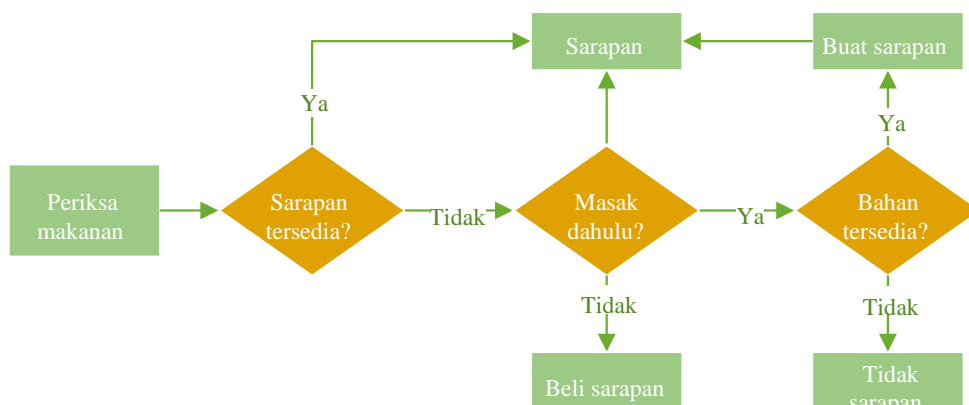 Sarapan
Buat sarapan
Ya
Ya
Periksa
makanan
Sarapan
tersedia?
Tidak
Masak
dahulu?
Ya
Bahan
tersedia?
Tidak
Tidak
Beli sarapan
Tidak
sarapan